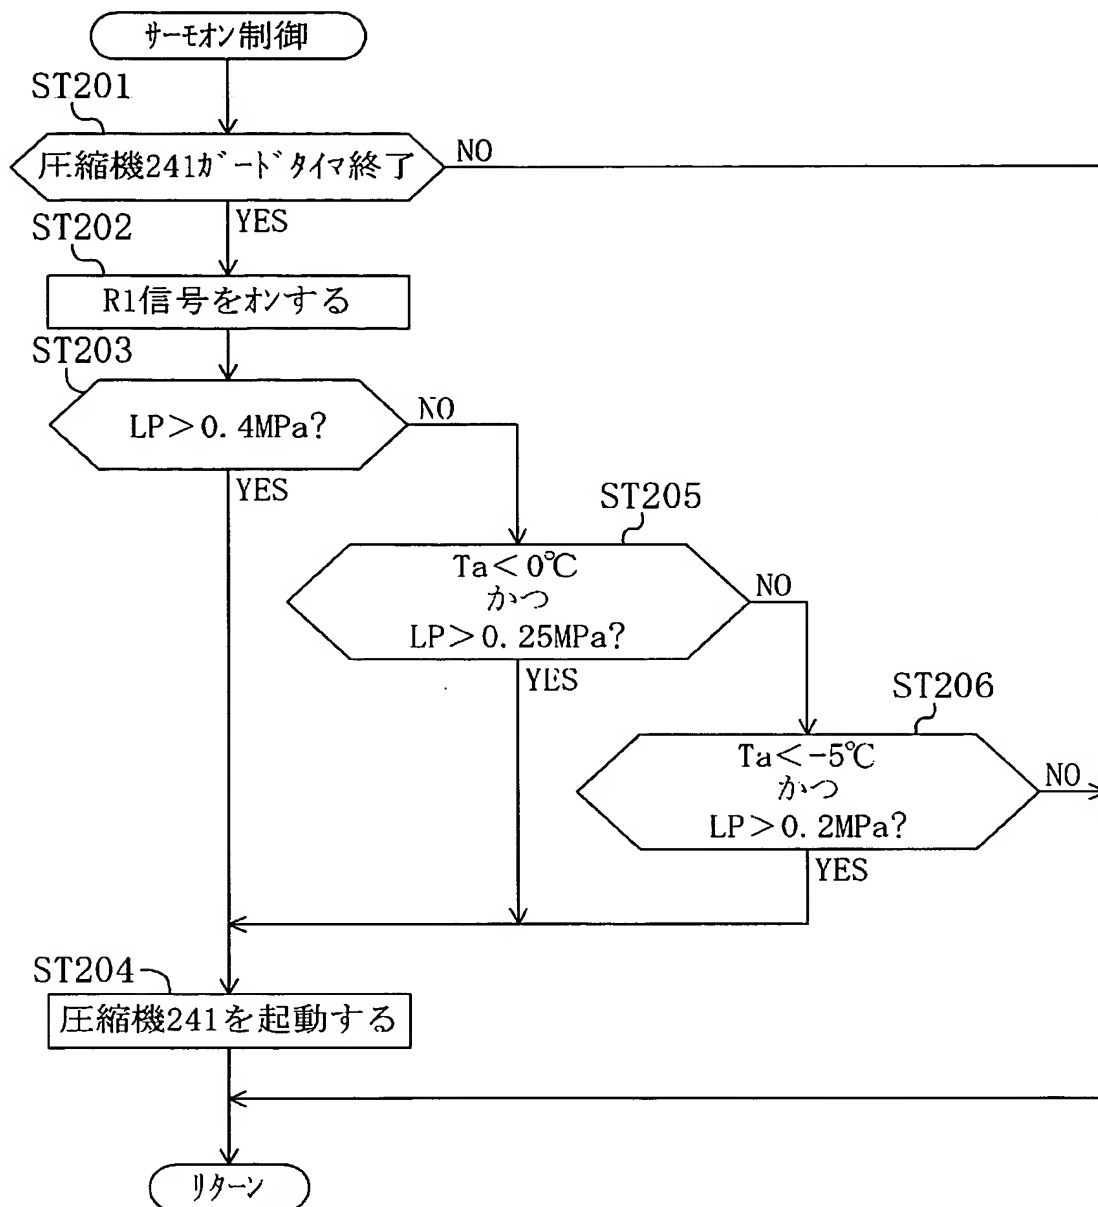 サーモオン制御
ST201
圧縮機241ガードタイマ終了
NO
YES
ST202
R1信号をオンする
ST203
LP>0.4MPa?
NO
YES
ST205
Ta<0℃
かつ
LP>0.25MPa?
NO
YES
ST206
Ta<-5℃
かつ
LP>0.2MPa?
NO
YES
ST204
圧縮機241を起動する
リターン